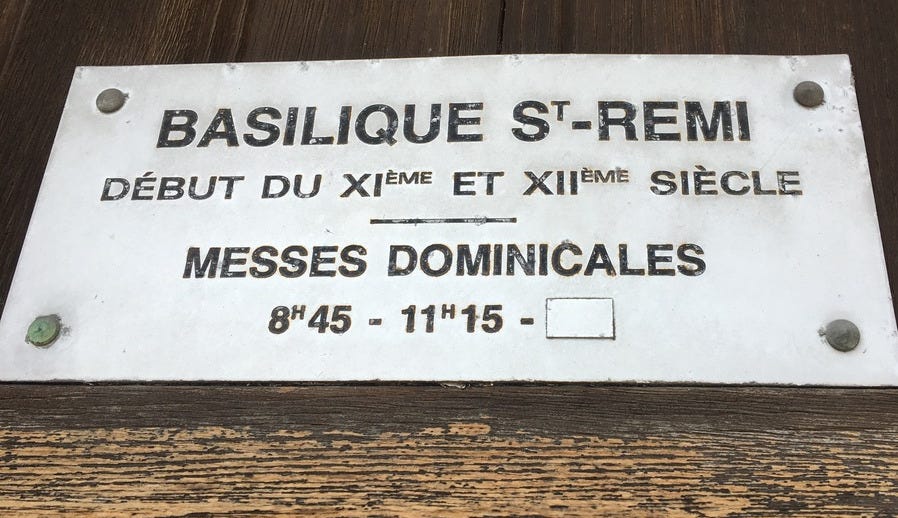 BASILIQUE ST-REMI
DÉBUT DU XIÈME ET XIIÈME SIÈCLE
MESSES DOMINICALES
8H45 - 11H15 -